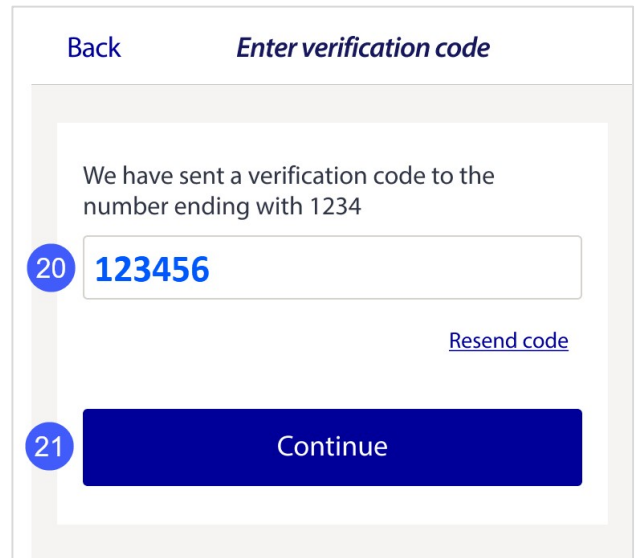 Back Enter verification code
We have sent a verification code to the
number ending with 1234
20 123456
Resend code
21 Continue